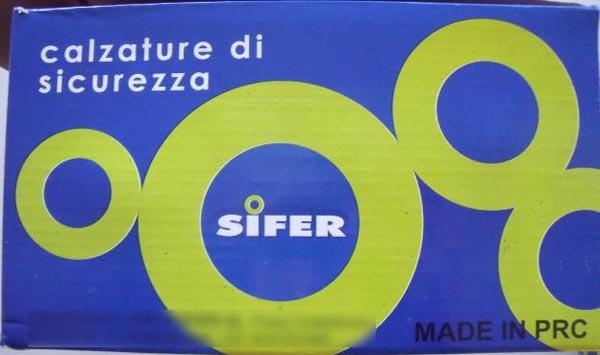 calzature di
sicurezza
SIFER
MADE IN PRC